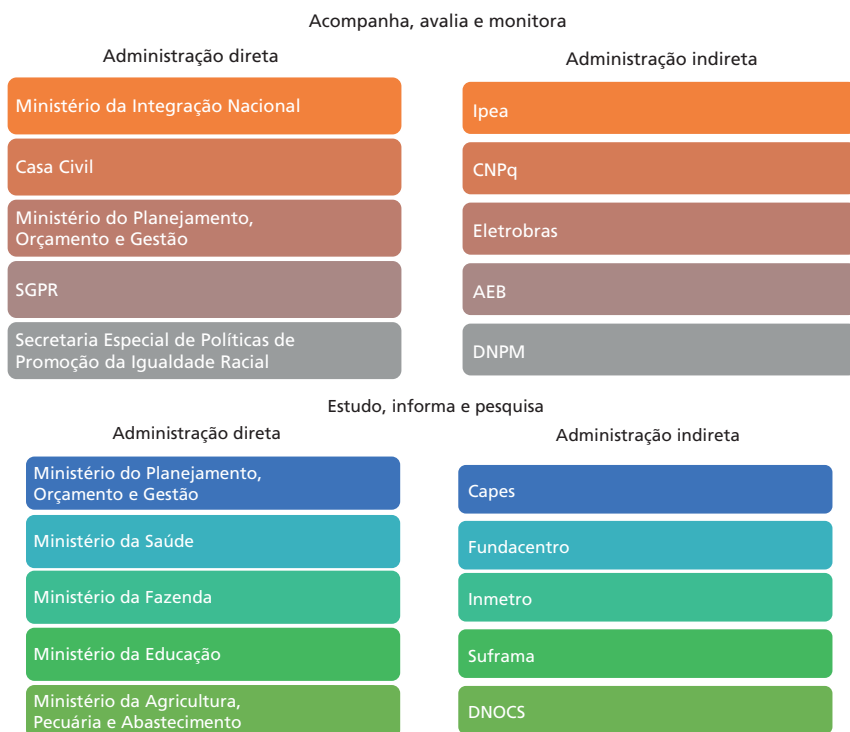 Acompanha, avalia e monitora
Administração direta
Ministério da Integração Nacional
Casa Civil
Ministério do Planejamento,
Orçamento e Gestão
SGPR
Secretaria Especial de Políticas de
Promoção da Igualdade Racial
Administração indireta
Ipea
CNPq
Eletrobras
AEB
DNPM
Estudo, informa e pesquisa
Administração direta
Ministério do Planejamento,
Orçamento e Gestão
Ministério da Saúde
Ministério da Fazenda
Ministério da Educação
Ministério da Agricultura,
Pecuária e Abastecimento
Administração indireta
Capes
Fundacentro
Inmetro
Suframa
DNOCS